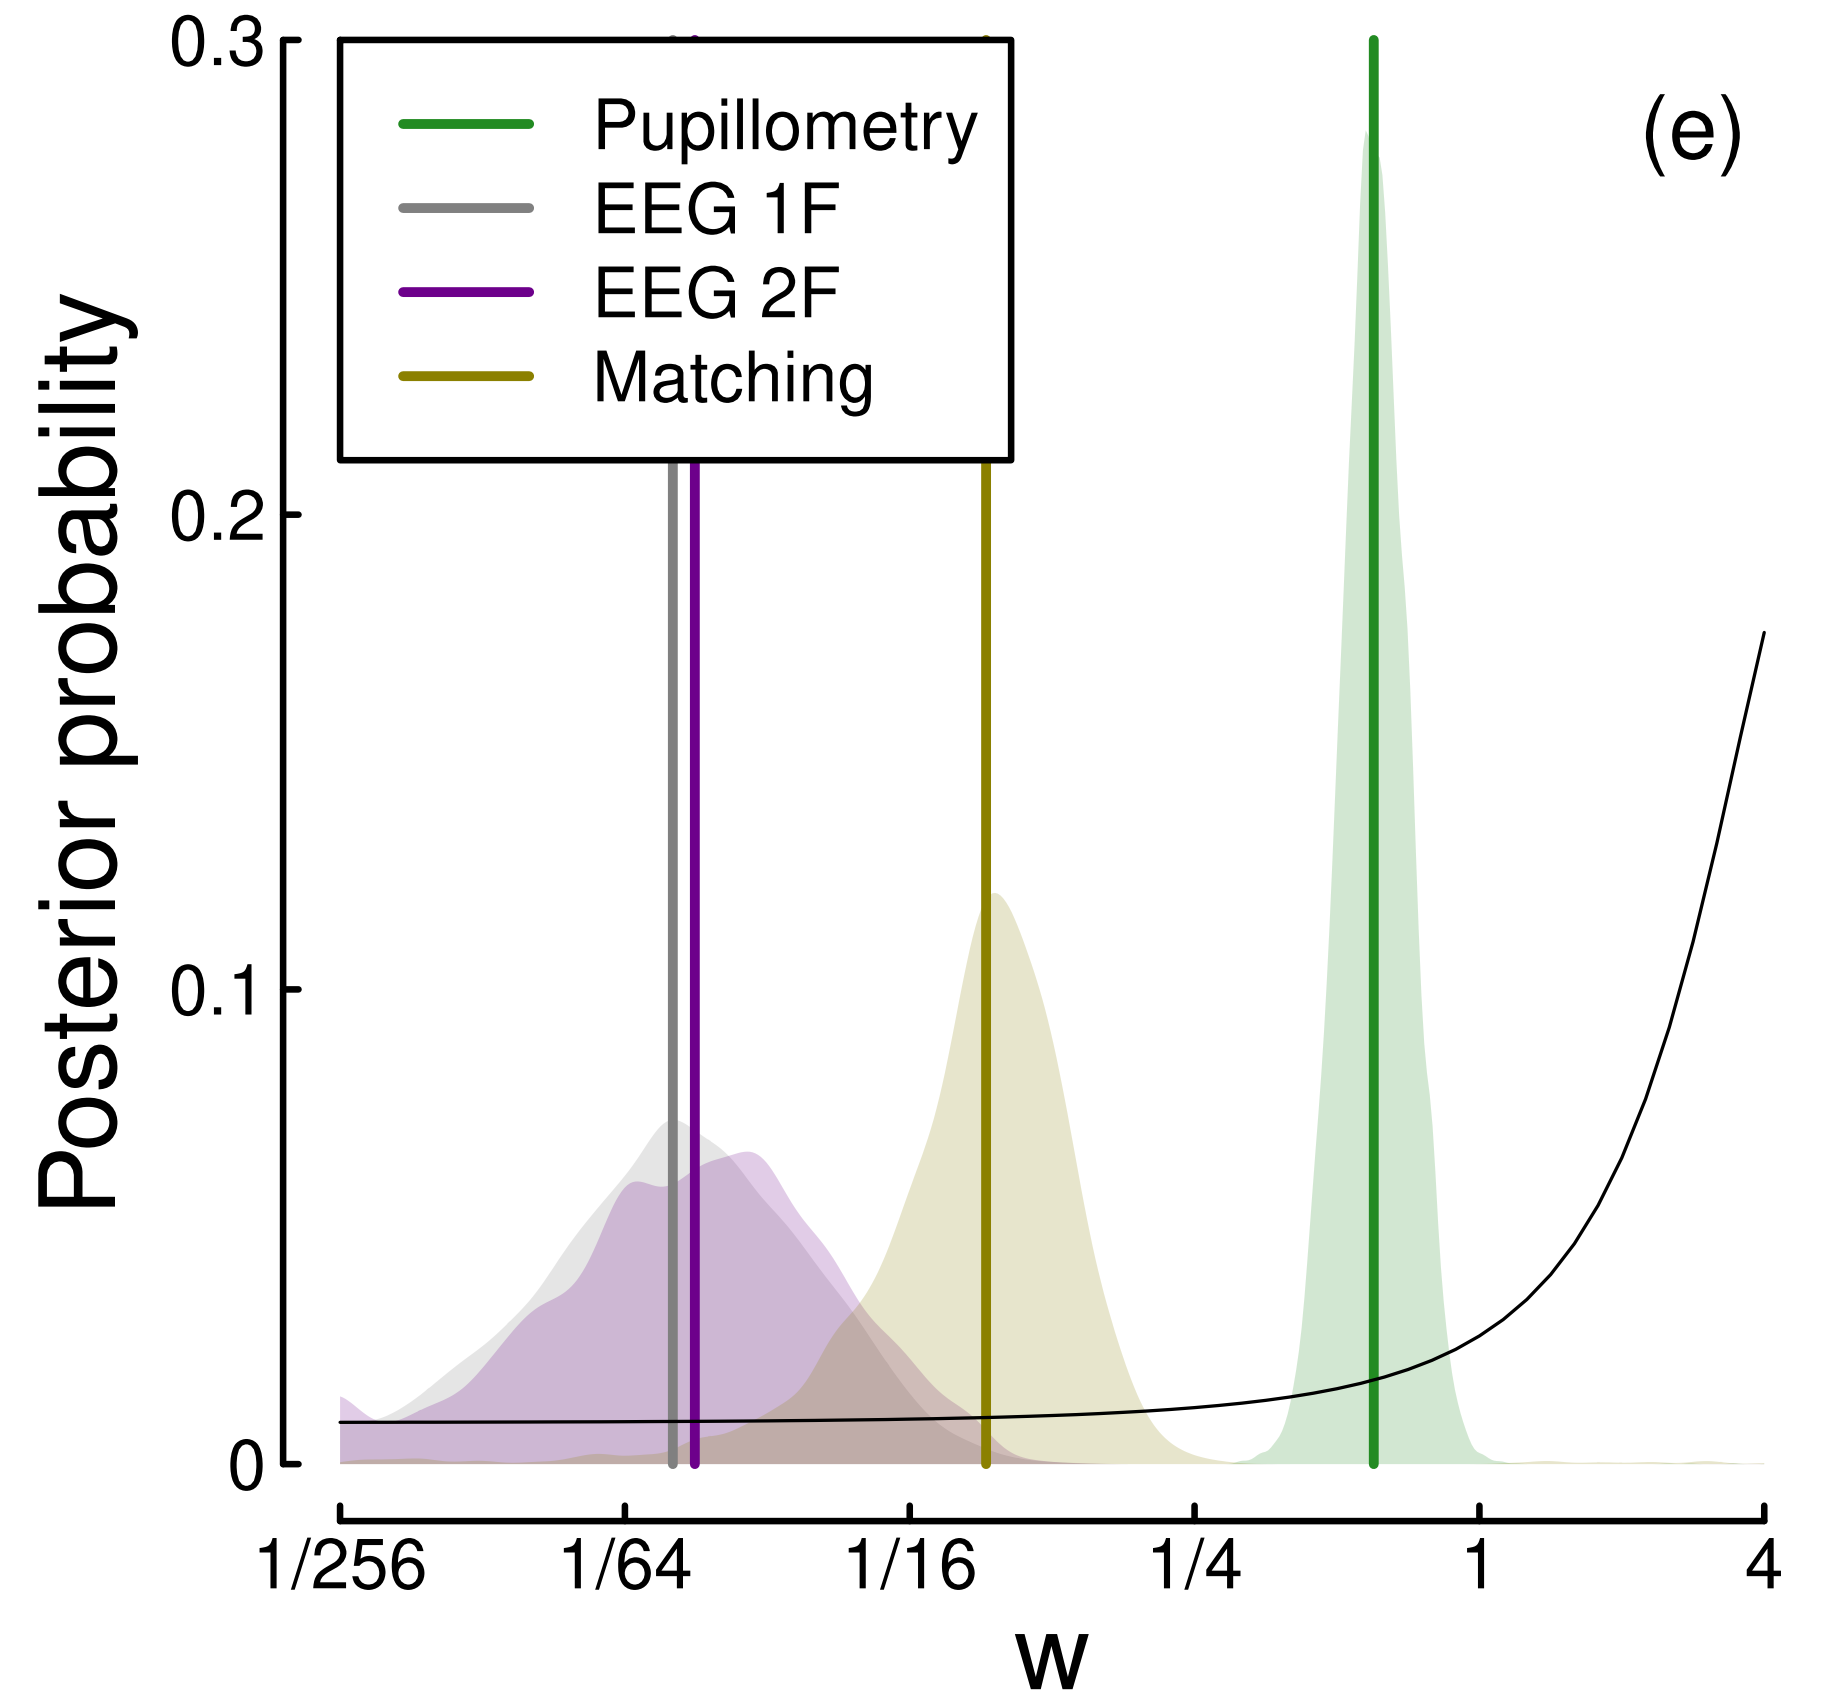 0.3
0.2
0.1
0
Posterior probability
Pupillometry
EEG 1F
EEG 2F
Matching
(e)
1/256 1/64 1/16 1/4 1 4
w